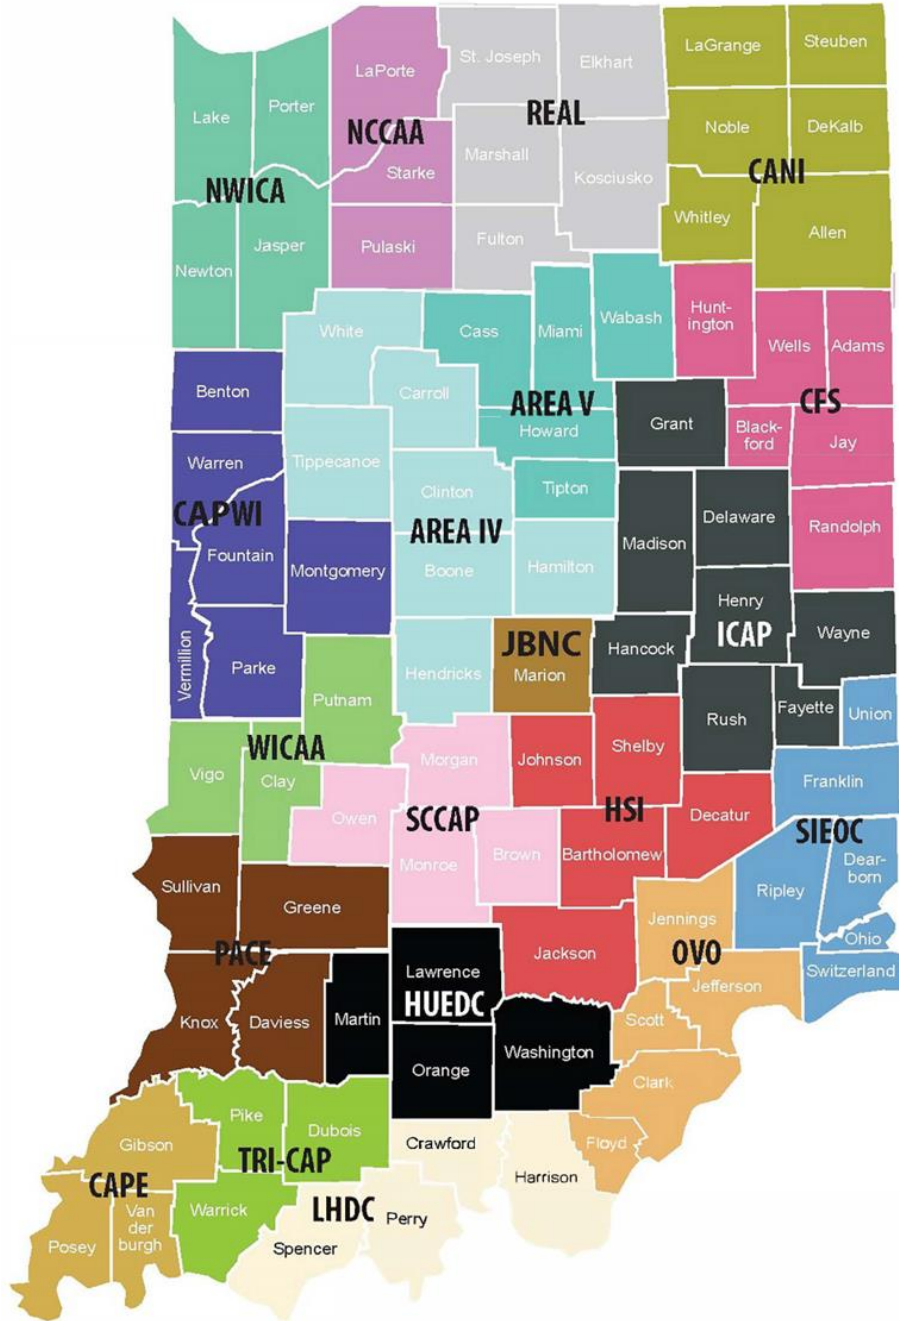 LaGrange
Steuben
LaPorte
St. Joseph
Elkhart
Lake
Porter
NCCAA
REAL
Noble
DeKalb
Marshall
Starke
CANI
NWICA
Kosciusko
Whitley
Allen
Jasper
Pulaski
Fulton
Newton
Hunt-
ington
White
Cass
Miami
Wabash
Wells
Adams
Benton
Carroll
AREA V
CFS
Howard
Grant
Black-
ford
Jay
Warren
Tippecanoe
Clinton
Tipton
CAPWI
AREA IV
Madison
Delaware
Randolph
Fountain
Montgomery
Boone
Hamilton
Henry
ICAP
Wayne
Vermillion
Parke
Hendricks
JBNC
Marion
Hancock
Putnam
Rush
Fayette
Union
WICAA
Vigo
Clay
Morgan
Johnson
Shelby
Franklin
Owen
SCCAP
HSI
Decatur
SIEOC
Monroe
Brown
Bartholomew
Dear-
born
Sullivan
Greene
Jennings
Ripley
PACE
Lawrence
Jackson
OVO
Ohio
Switzerland
HUEDC
Jefferson
Knox
Daviess
Martin
Scott
Washington
Orange
Clark
Pike
Dubois
Gibson
TRI-CAP
Crawford
Floyd
Harrison
CAPE
Warrick
LHDC
Perry
Van
der
burgh
Posey
Spencer